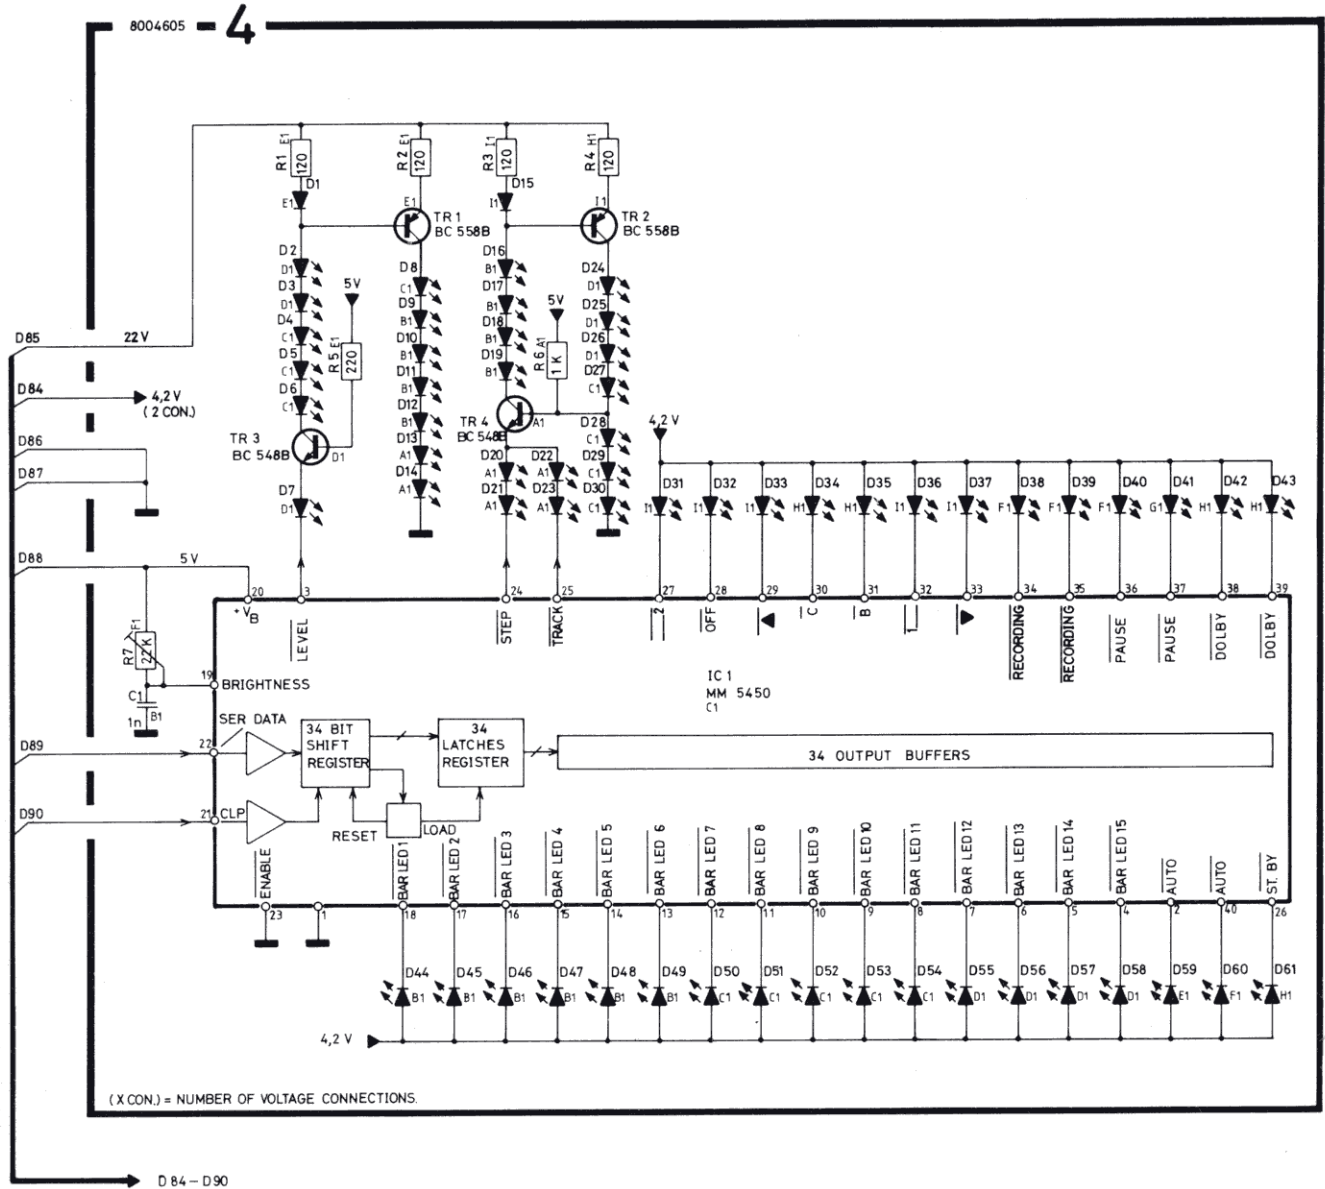 8004605 4
R1 120 E1
R2 120 E1
R3 120 I1
R4 120 H1
D1 E1
D15 I1
E1 TR 1 BC 558B
I1 TR 2 BC 558B
D2 D1
D3 D1
D4 C1
D5 C1
D6 C1
5V
R5 220 E1
D8 C1
D9 B1
D10 B1
D11 B1
D12 B1
D13 A1
D14 A1
D16 B1
D17 B1
D18 B1
D19 B1
5V
R6 1K A1
D24 D1
D25 D1
D26 D1
D27 C1
D28 C1
D29 C1
D30 C1
TR 3 BC 548B D1
D7 D1
TR 4 BC 548B A1
D20 A1
D21 A1
D22 A1
D23 A1
D85 22V
D84 4,2 V
(2 CON.)
D86
D87
D88 5V
4,2 V
D31 I1
D32 I1
D33 I1
D34 H1
D35 H1
D36 I1
D37 I1
D38 F1
D39 F1
D40 F1
D41 G1
D42 H1
D43 H1
20 3 24 25 27 28 29 30 31 32 33 34 35 36 37 38 39
+VB
LEVEL
STEP
TRACK
2
OFF
C
B
1
RECORDING
RECORDING
PAUSE
PAUSE
DOLBY
DOLBY
R7 22K F1
C1 1n B1
19 BRIGHTNESS
IC 1
MM 5450
C1
D89
22 SER DATA
34 BIT
SHIFT
REGISTER
34
LATCHES
REGISTER
34 OUTPUT BUFFERS
D90
21 CLP
RESET
LOAD
ENABLE
BAR LED 1
BAR LED 2
BAR LED 3
BAR LED 4
BAR LED 5
BAR LED 6
BAR LED 7
BAR LED 8
BAR LED 9
BAR LED 10
BAR LED 11
BAR LED 12
BAR LED 13
BAR LED 14
BAR LED 15
AUTO
AUTO
ST. BY
23 1 18 17 16 15 14 13 12 11 10 9 8 7 6 5 4 2 40 26
D44 B1
D45 B1
D46 B1
D47 B1
D48 B1
D49 B1
D50 C1
D51 C1
D52 C1
D53 C1
D54 C1
D55 D1
D56 D1
D57 D1
D58 D1
D59 E1
D60 F1
D61 H1
4,2 V
(X CON.) = NUMBER OF VOLTAGE CONNECTIONS.
D 84 – D 90